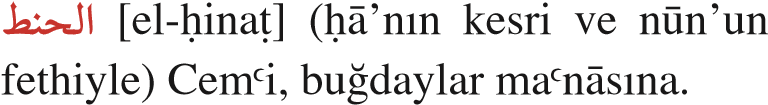 الحنط [el-ḥinaṭ] (ḥā’nın kesri ve nūn’un
fethiyle) Cemᶜi, buğdaylar maᶜnāsına.